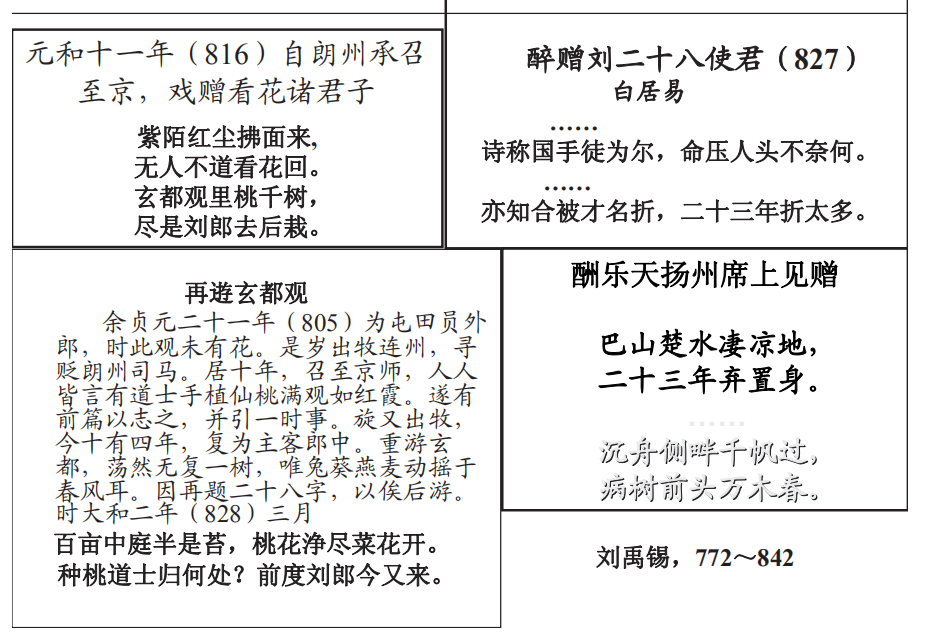 元和十一年（816）自朗州承召
至京，戏赠看花诸君子
紫陌红尘拂面来,
无人不道看花回。
玄都观里桃千树，
尽是刘郎去后栽。
醉赠刘二十八使君（827）
白居易
……
诗称国手徒为尔，命压人头不奈何。
……
亦知合被才名折，二十三年折太多。
再遊玄都观
余贞元二十一年（805）为屯田员外
郎，时此观未有花。是岁出牧连州，寻
贬朗州司马。居十年，召至京师，人人
皆言有道士手植仙桃满观如红霞。遂有
前篇以志之，并引一时事。旋又出牧，
今十有四年，复为主客郎中。重游玄
都，荡然无复一树，唯兔葵燕麦动摇于
春风耳。因再题二十八字，以俟后游。
时大和二年（828）三月
百亩中庭半是苔，桃花净尽菜花开。
种桃道士归何处？前度刘郎今又来。
酬乐天扬州席上见赠
巴山楚水凄凉地，
二十三年弃置身。
……
沉舟侧畔千帆过，
病树前头万木春。
刘禹锡，772～842